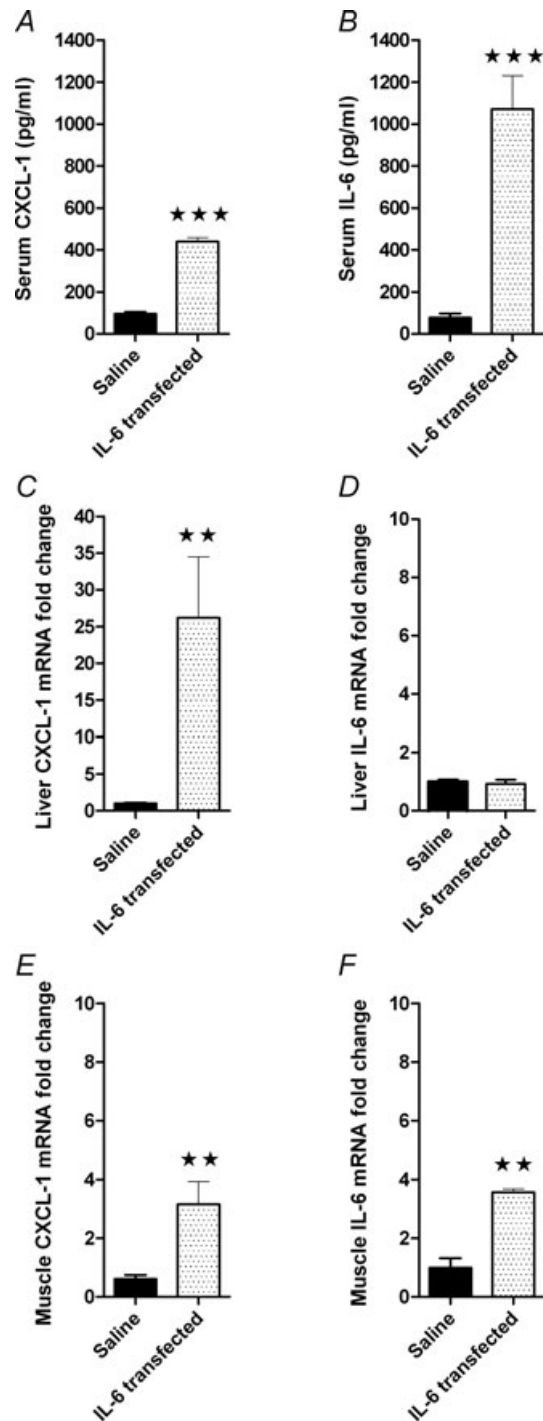 A
Serum CXCL-1 (pg/ml)
1400
1200
1000
800
600
400
200
0
★★★
Saline
IL-6 transfected
B
Serum IL-6 (pg/ml)
1400
1200
1000
800
600
400
200
0
★★★
Saline
IL-6 transfected
C
Liver CXCL-1 mRNA fold change
40
35
30
25
20
15
10
5
0
★★
Saline
IL-6 transfected
D
Liver IL-6 mRNA fold change
10
8
6
4
2
0
Saline
IL-6 transfected
E
Muscle CXCL-1 mRNA fold change
10
8
6
4
2
0
★★
Saline
IL-6 transfected
F
Muscle IL-6 mRNA fold change
10
8
6
4
2
0
★★
Saline
IL-6 transfected